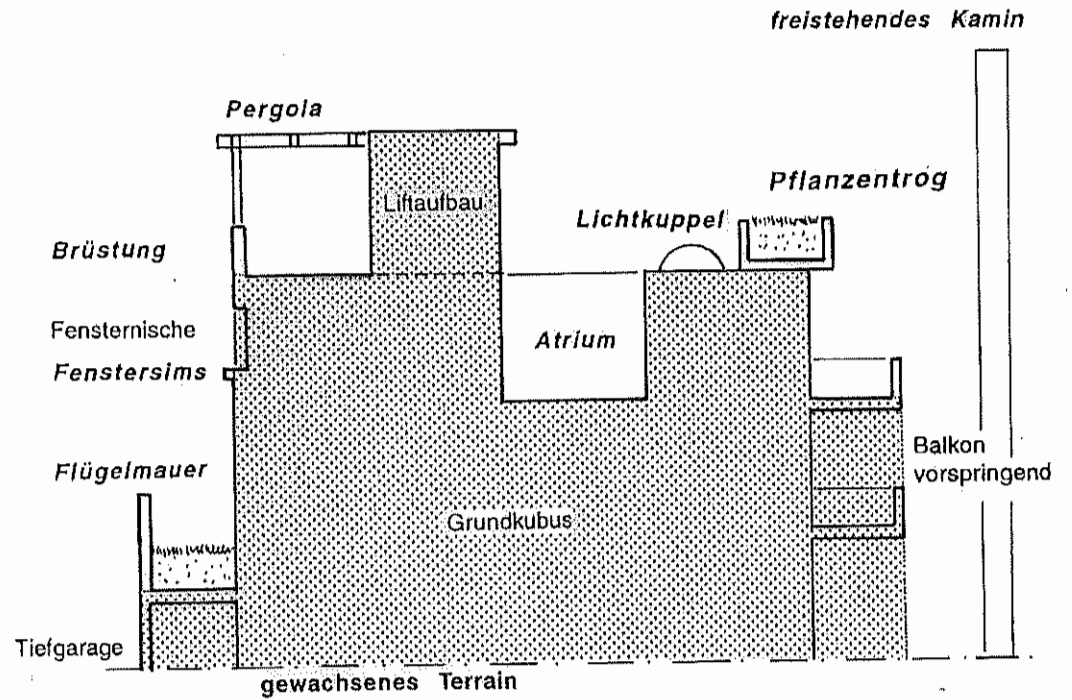 freistehendes Kamin
Pergola
Pflanzentrog
Liftaufbau
Lichtkuppel
Brüstung
Fensternische
Atrium
Fenstersims
Balkon
vorspringend
Flügelmauer
Grundkubus
Tiefgarage
gewachsenes Terrain